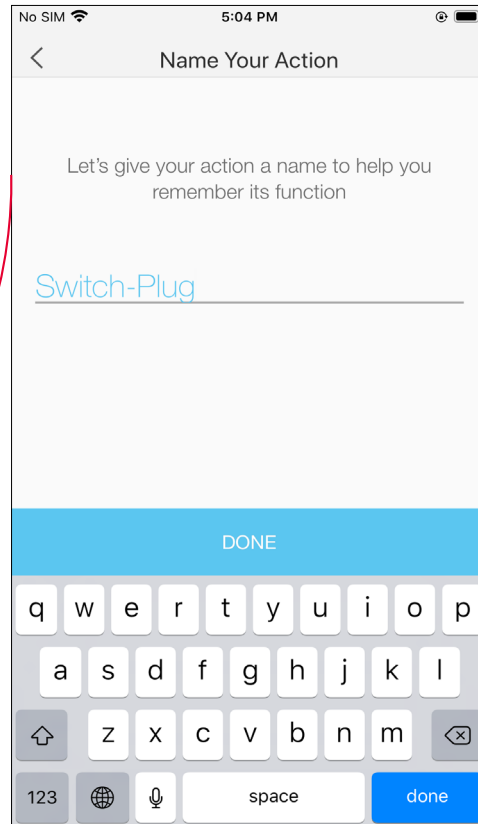 No SIM 5:04 PM
Name Your Action
Let’s give your action a name to help you
remember its function
Switch-Plug
DONE
q w e r t y u i o p
a s d f g h j k l
z x c v b n m
123 space done